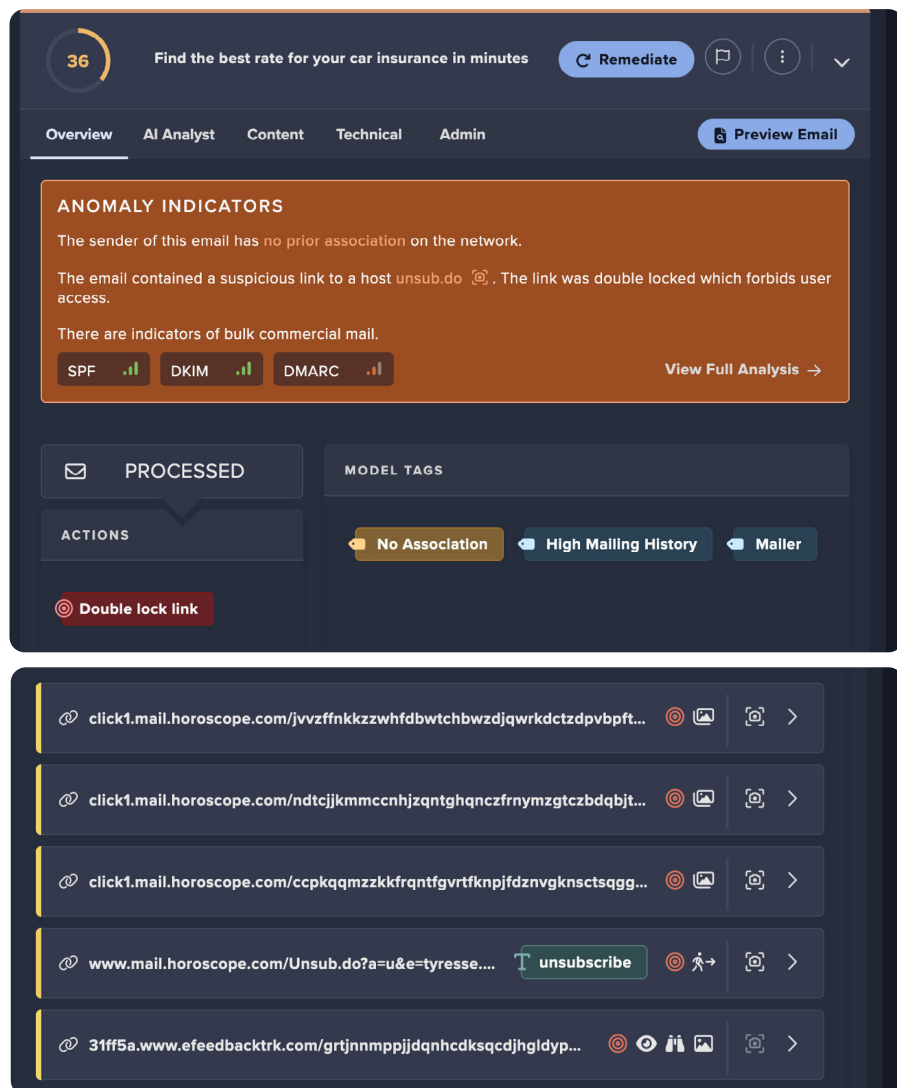 36
Find the best rate for your car insurance in minutes
Remediate
Overview
AI Analyst
Content
Technical
Admin
Preview Email
ANOMALY INDICATORS
The sender of this email has no prior association on the network.
The email contained a suspicious link to a host unsub.do . The link was double locked which forbids user
access.
There are indicators of bulk commercial mail.
SPF
DKIM
DMARC
View Full Analysis →
PROCESSED
ACTIONS
Double lock link
MODEL TAGS
No Association
High Mailing History
Mailer
click1.mail.horoscope.com/jvvzffnkkzzwhfdbwtchbwzdjqwrkdctzdpvbpft...
click1.mail.horoscope.com/ndtcjjkmmccnhjzqntghqnczfrnymzgtczbdqbjt...
click1.mail.horoscope.com/ccpkqqmzzkkfrqntfgvrtfknpjfdznvgknsctsqgg...
www.mail.horoscope.com/Unsub.do?a=u&e=tyresse....
unsubscribe
31ff5a.www.efeedbacktrk.com/grtjnnmppjjdqnhcdksqcdjhgldyp...